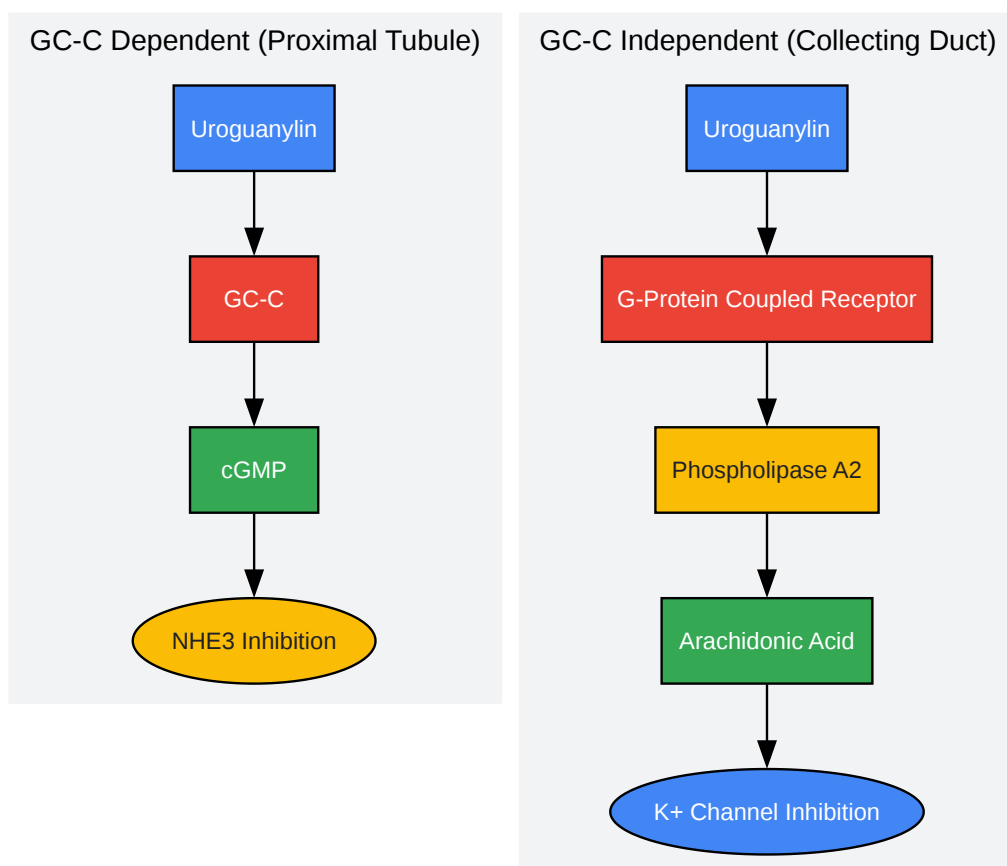 GC-C Dependent (Proximal Tubule)
Uroguanylin
GC-C
cGMP
NHE3 Inhibition
GC-C Independent (Collecting Duct)
Uroguanylin
G-Protein Coupled Receptor
Phospholipase A2
Arachidonic Acid
K+ Channel Inhibition